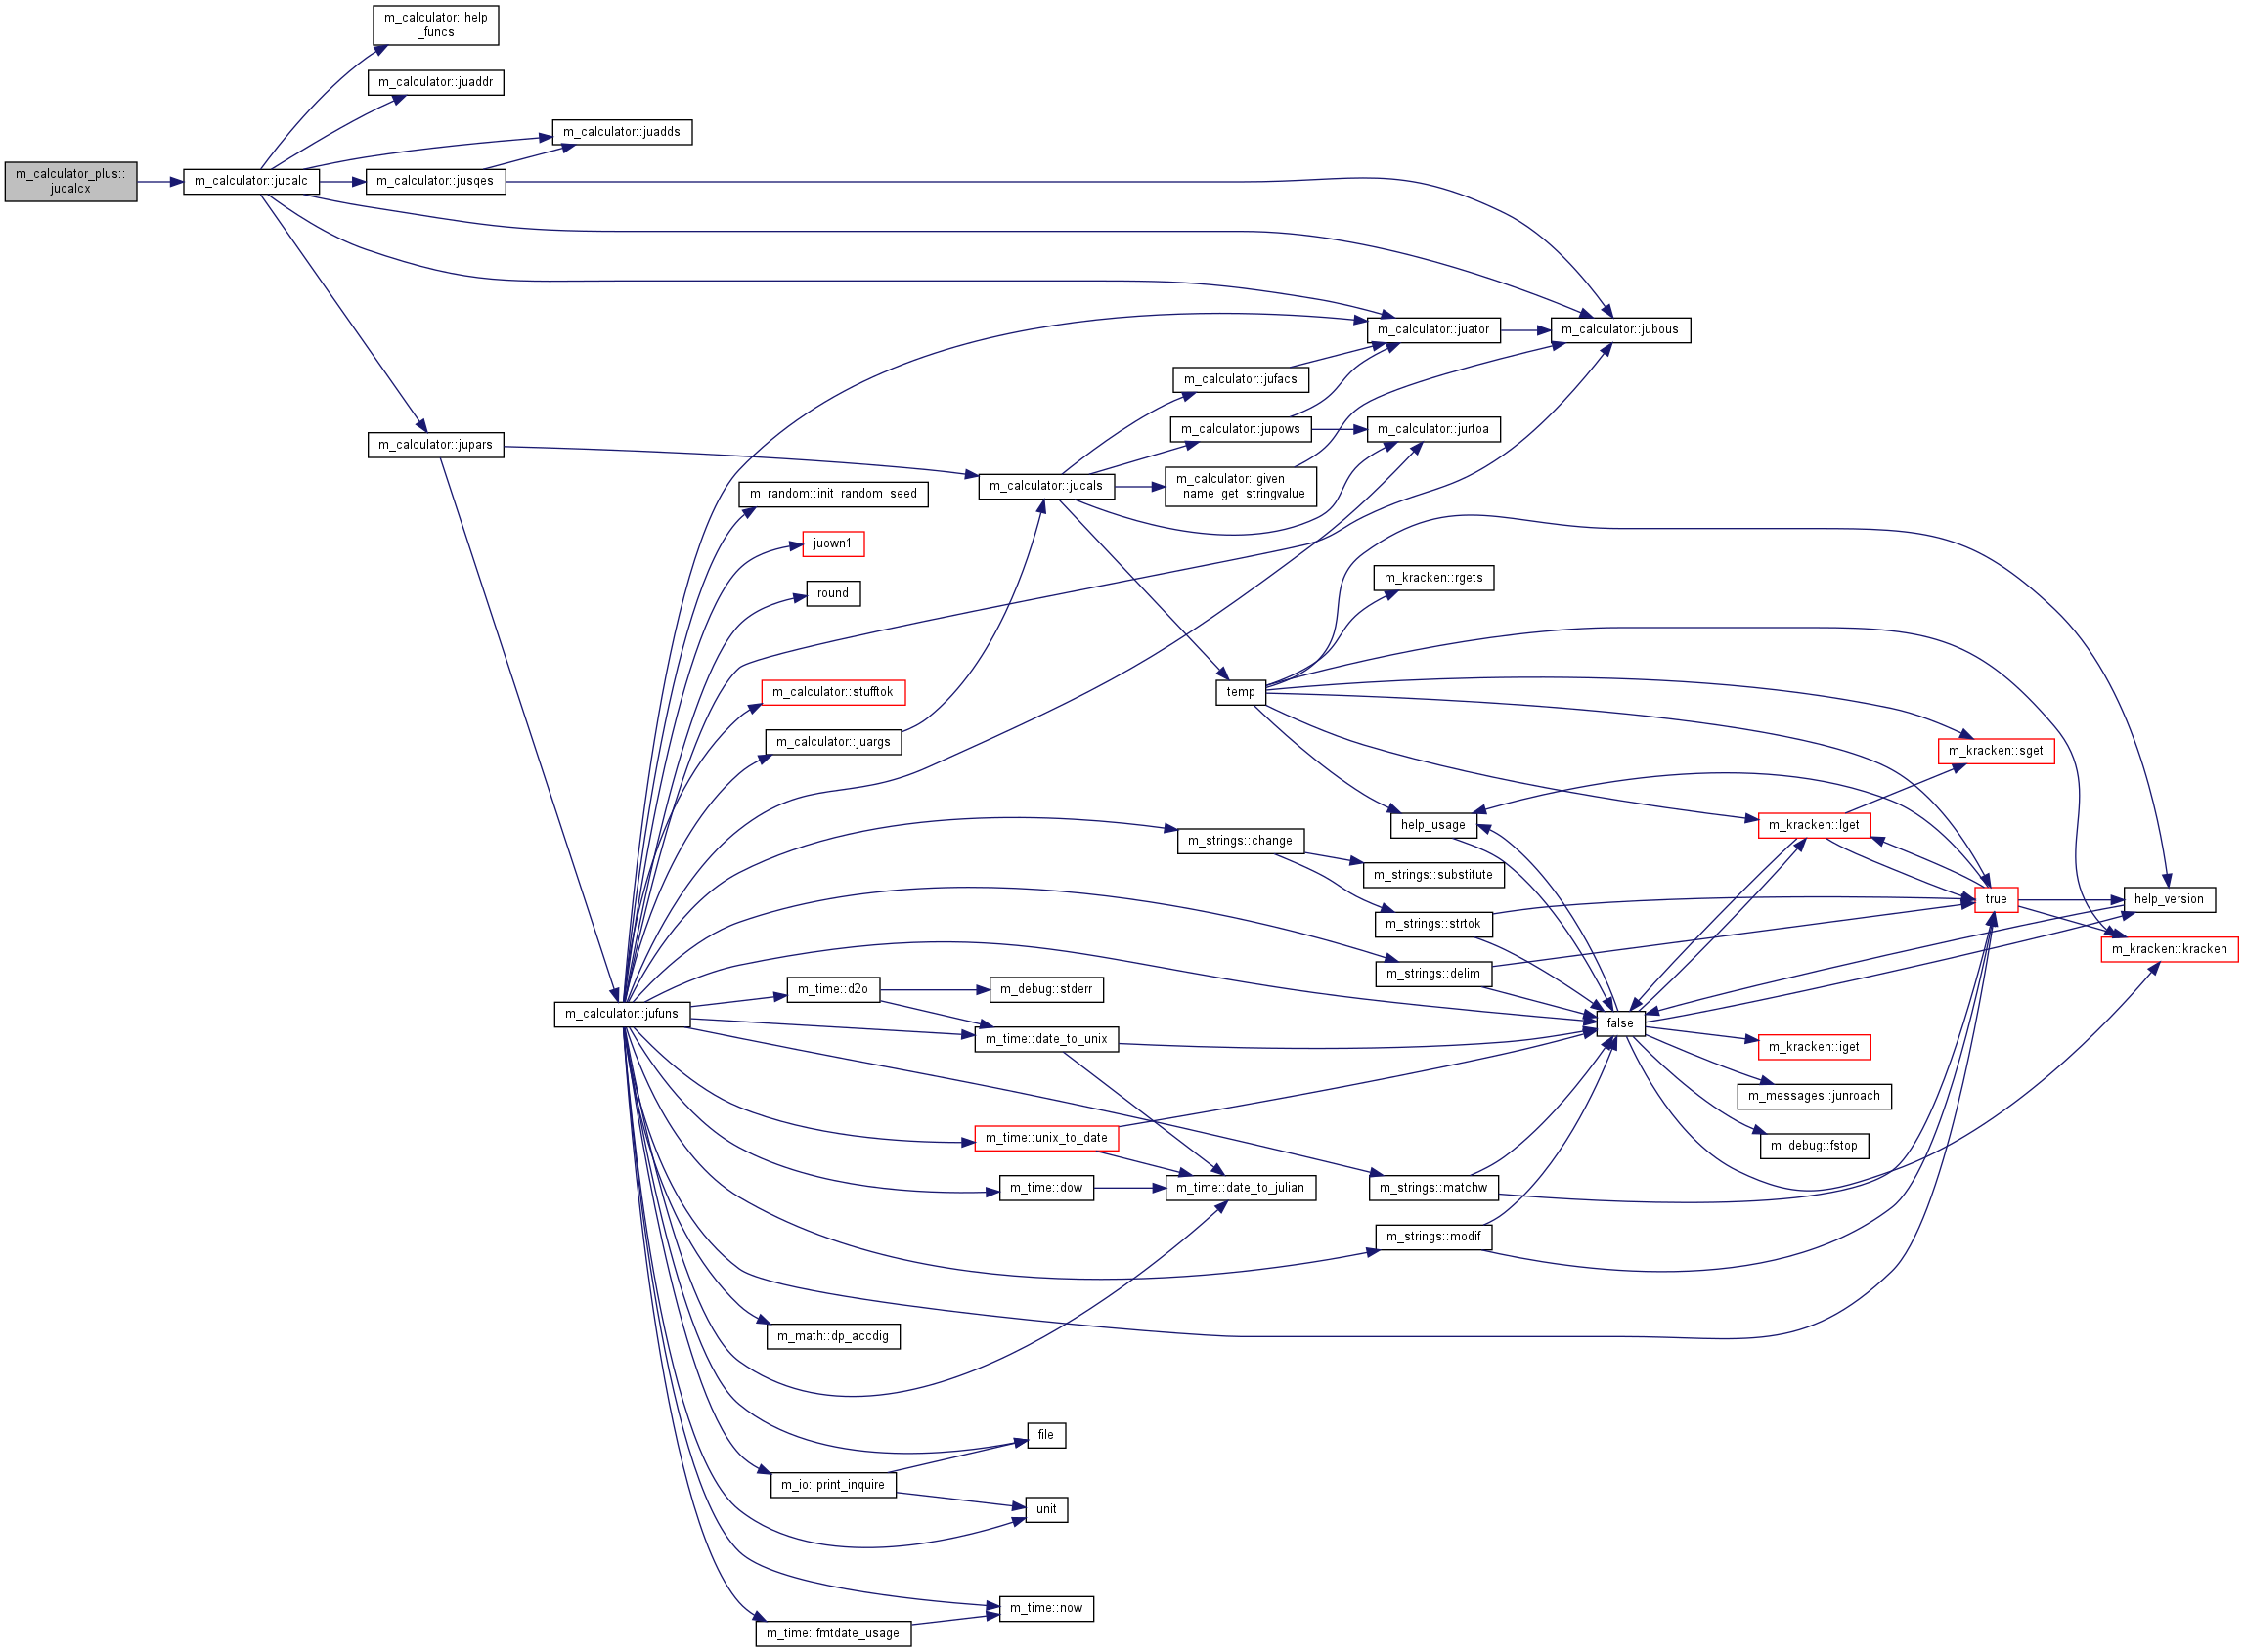 m_calculator_plus::
jucalcx
m_calculator::jucalc
m_calculator::help
_funcs
m_calculator::juaddr
m_calculator::juadds
m_calculator::jusqes
m_calculator::jupars
m_calculator::juator
m_calculator::jubous
m_calculator::jufacs
m_calculator::jupows
m_calculator::jurtoa
m_calculator::jucals
m_calculator::given
_name_get_stringvalue
m_random::init_random_seed
juown1
round
m_kracken::rgets
m_calculator::stufftok
temp
m_calculator::juargs
m_kracken::sget
m_strings::change
help_usage
m_kracken::lget
m_strings::substitute
m_strings::strtok
true
help_version
m_kracken::kracken
m_strings::delim
m_time::d2o
m_debug::stderr
m_calculator::jufuns
m_time::date_to_unix
false
m_kracken::iget
m_messages::junroach
m_time::unix_to_date
m_debug::fstop
m_time::dow
m_time::date_to_julian
m_strings::matchw
m_strings::modif
m_math::dp_accdig
file
m_io::print_inquire
unit
m_time::now
m_time::fmtdate_usage